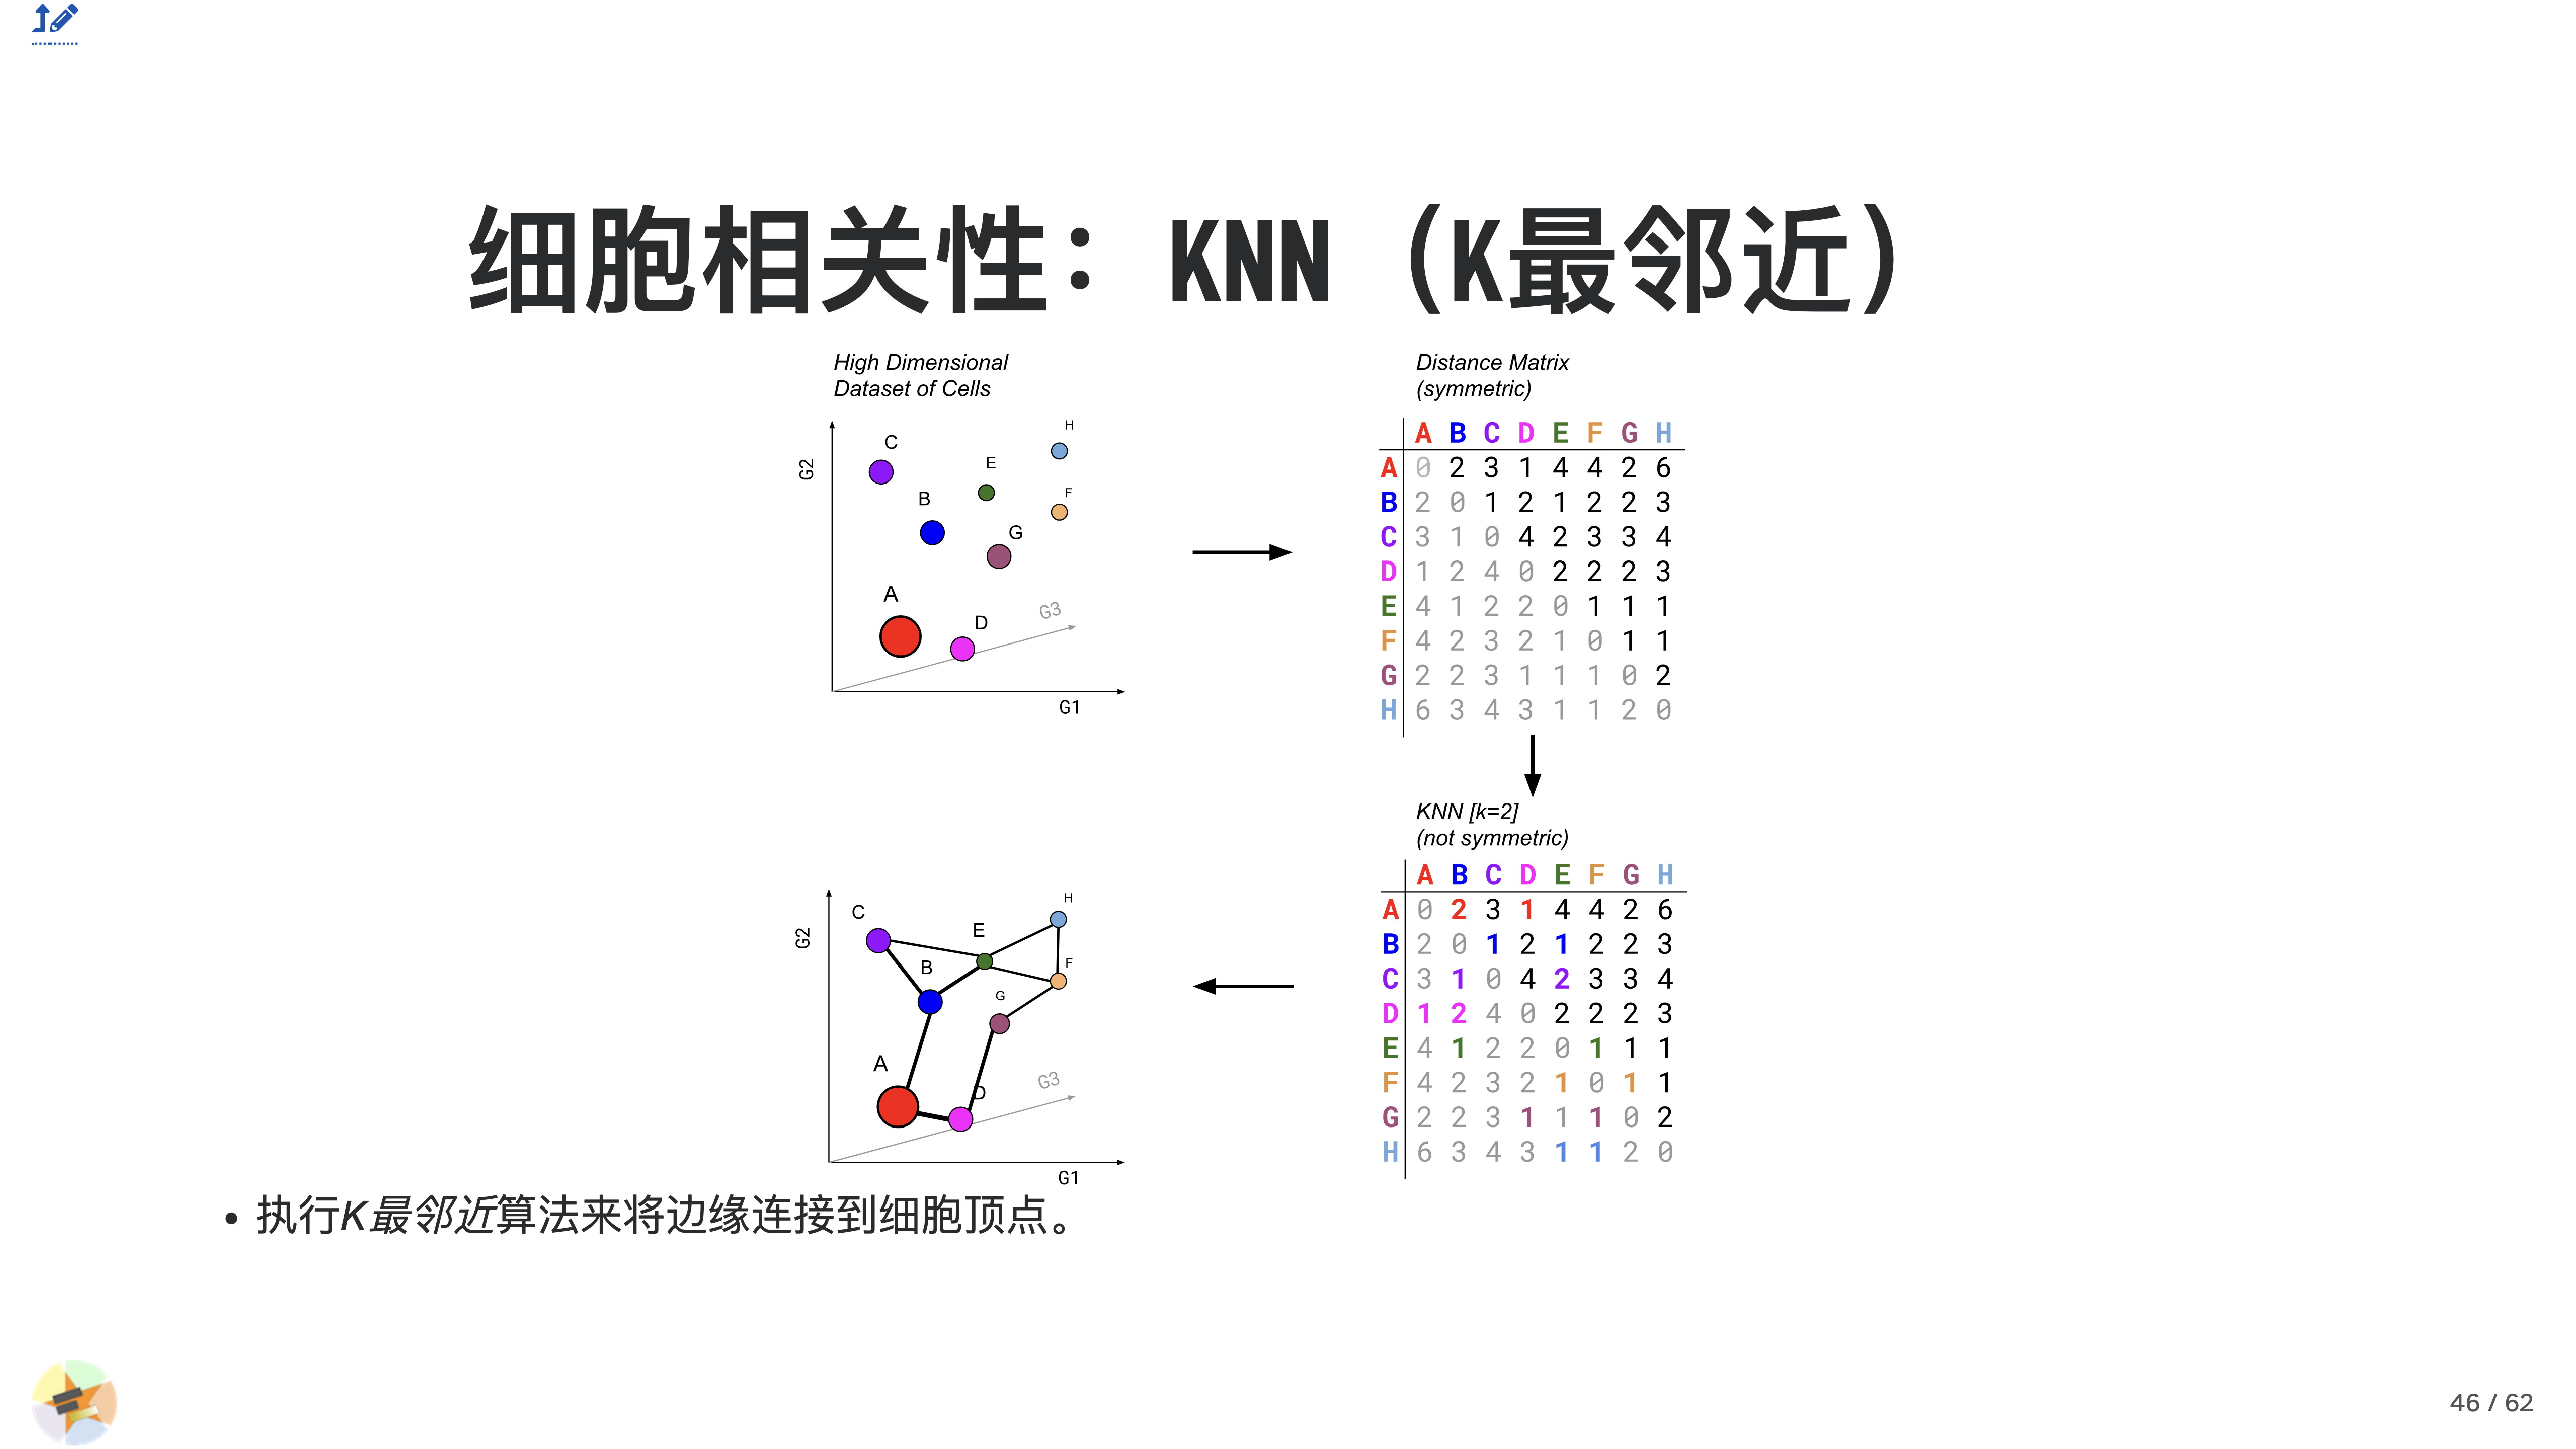 细胞相关性：KNN（K最邻近）
High Dimensional
Dataset of Cells
G2
C
H
E
F
B
G
A
D
G3
G1
Distance Matrix
(symmetric)
A B C D E F G H
A 0 2 3 1 4 4 2 6
B 2 0 1 2 1 2 2 3
C 3 1 0 4 2 3 3 4
D 1 2 4 0 2 2 2 3
E 4 1 2 2 0 1 1 1
F 4 2 3 2 1 0 1 1
G 2 2 3 1 1 1 0 2
H 6 3 4 3 1 1 2 0
KNN [k=2]
(not symmetric)
A B C D E F G H
A 0 2 3 1 4 4 2 6
B 2 0 1 2 1 2 2 3
C 3 1 0 4 2 3 3 4
D 1 2 4 0 2 2 2 3
E 4 1 2 2 0 1 1 1
F 4 2 3 2 1 0 1 1
G 2 2 3 1 1 1 0 2
H 6 3 4 3 1 1 2 0
G2
C
H
E
B
F
G
A
D
G3
G1
• 执行K最邻近算法来将边缘连接到细胞顶点。
46 / 62